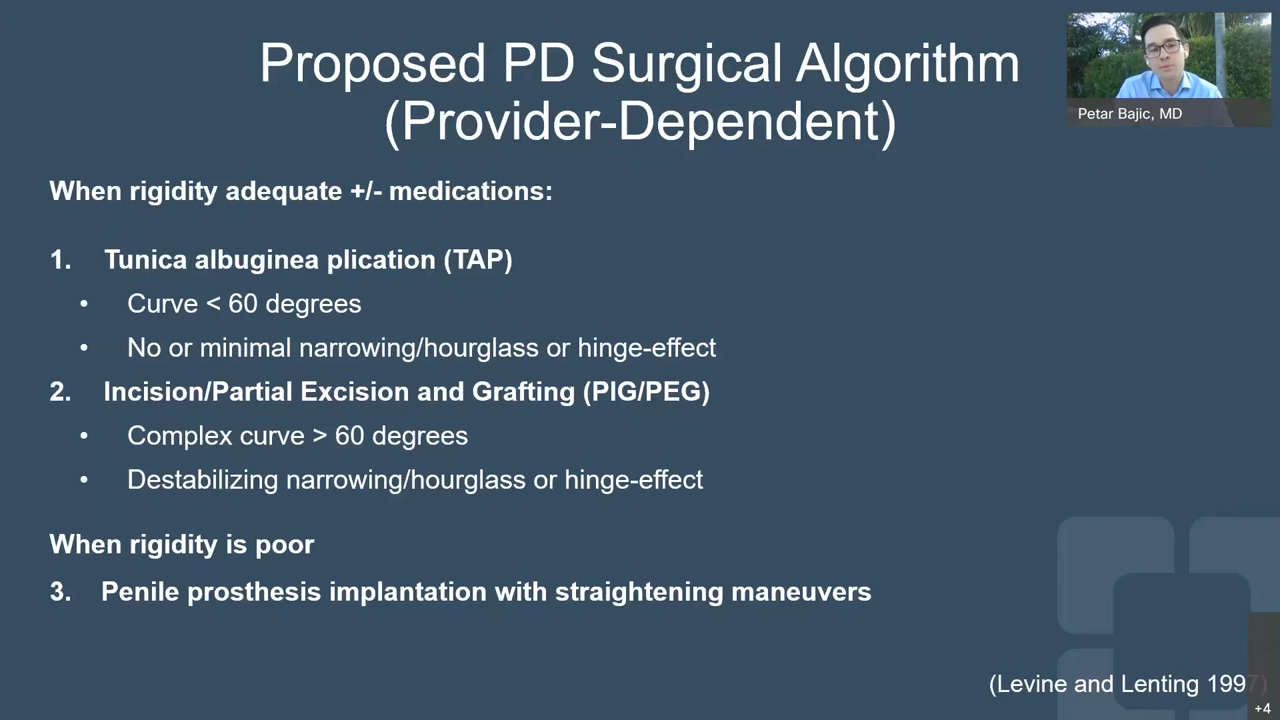 Proposed PD Surgical Algorithm
(Provider-Dependent)
Petar Bajic, MD
When rigidity adequate +/- medications:
1. Tunica albuginea plication (TAP)
• Curve < 60 degrees
• No or minimal narrowing/hourglass or hinge-effect
2. Incision/Partial Excision and Grafting (PIG/PEG)
• Complex curve > 60 degrees
• Destabilizing narrowing/hourglass or hinge-effect
When rigidity is poor
3. Penile prosthesis implantation with straightening maneuvers
(Levine and Lenting 1997)
+4